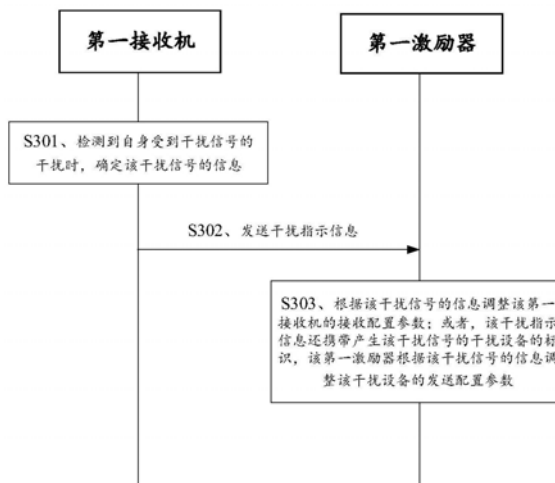 第一接收机
第一激励器
S301、检测到自身受到干扰信号的
干扰时，确定该干扰信号的信息
S302、发送干扰指示信息
S303、根据该干扰信号的信息调整该第一
接收机的接收配置参数；或者，该干扰指示
信息还携带产生该干扰信号的干扰设备的标
识，该第一激励器根据该干扰信号的信息调
整该干扰设备的发送配置参数